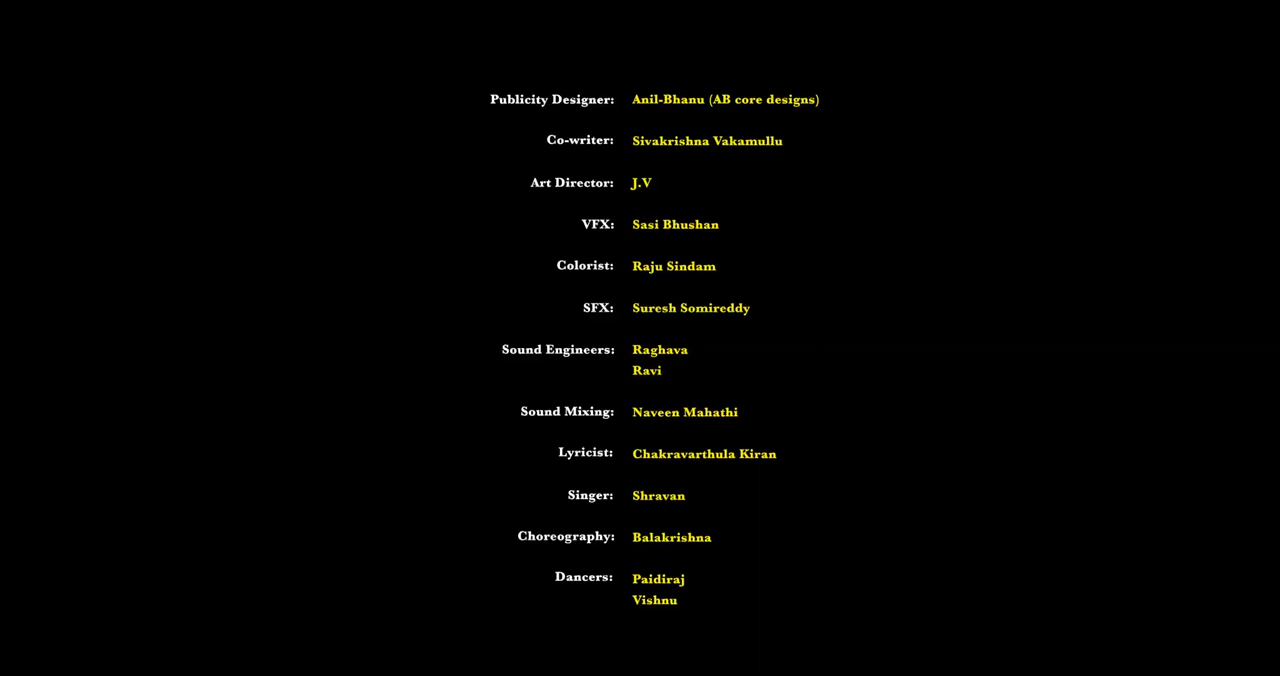 Publicity Designer: Anil-Bhanu (AB core designs)
Co-writer: Sivakrishna Vakamullu
Art Director: J.V
VFX: Sasi Bhushan
Colorist: Raju Sindam
SFX: Suresh Somireddy
Sound Engineers: Raghava
Ravi
Sound Mixing: Naveen Mahathi
Lyricist: Chakravarthula Kiran
Singer: Shravan
Choreography: Balakrishna
Dancers: Paidiraj
Vishnu